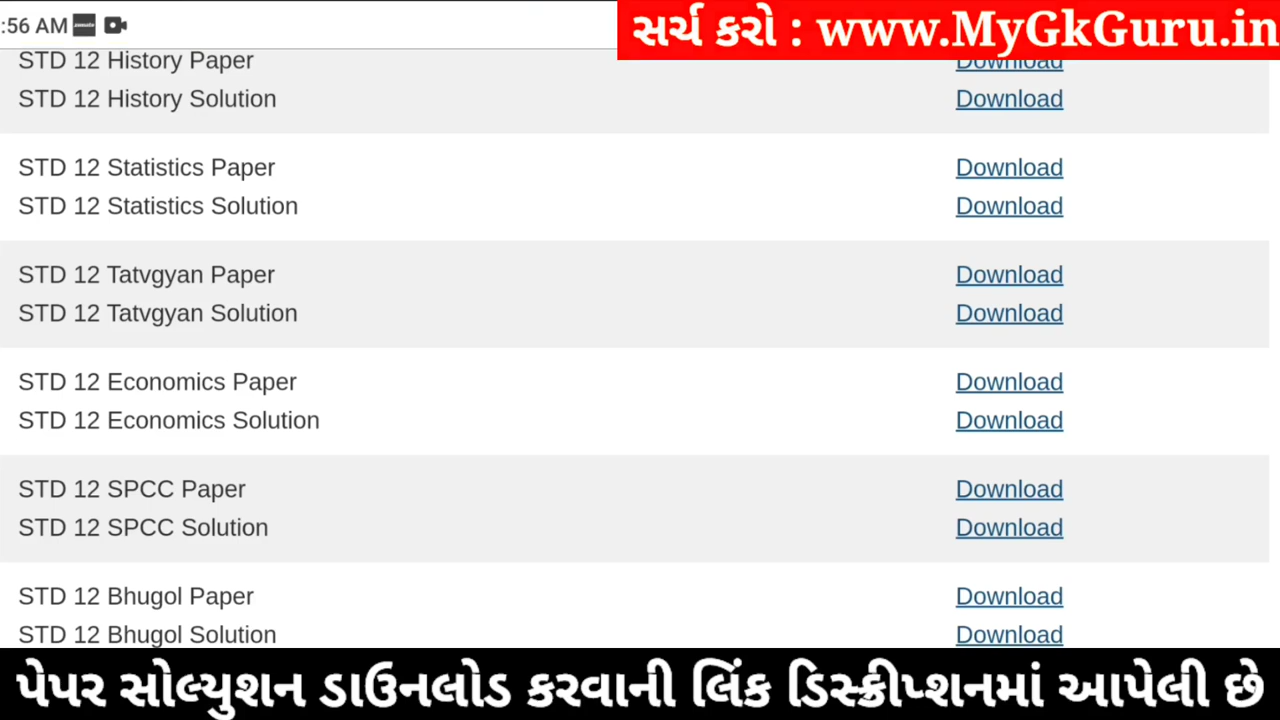 :56 AM
સર્ચ કરો : www.MyGkGuru.in
STD 12 History Paper Download
STD 12 History Solution Download
STD 12 Statistics Paper Download
STD 12 Statistics Solution Download
STD 12 Tatvgyan Paper Download
STD 12 Tatvgyan Solution Download
STD 12 Economics Paper Download
STD 12 Economics Solution Download
STD 12 SPCC Paper Download
STD 12 SPCC Solution Download
STD 12 Bhugol Paper Download
STD 12 Bhugol Solution Download
પેપર સોલ્યુશન ડાઉનલોડ કરવાની લિંક ડિસ્ક્રીપ્શનમાં આપેલી છે